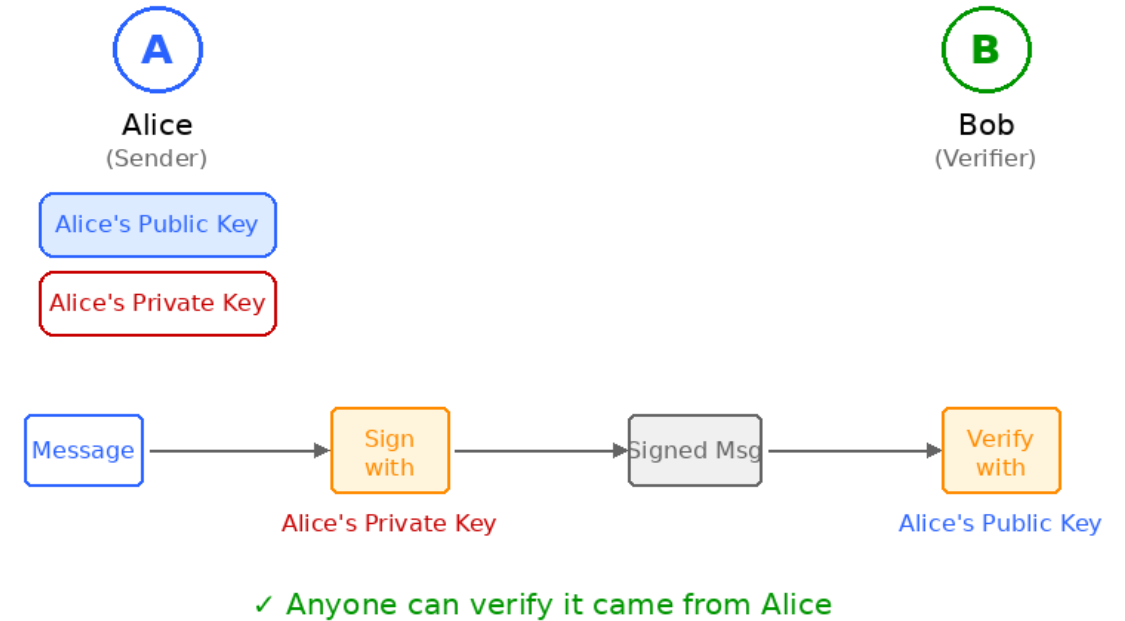 A
B
Alice
Bob
(Sender)
(Verifier)
Alice's Public Key
Alice's Private Key
Message
Sign
with
Signed Msg
Verify
with
Alice's Private Key
Alice's Public Key
✓ Anyone can verify it came from Alice